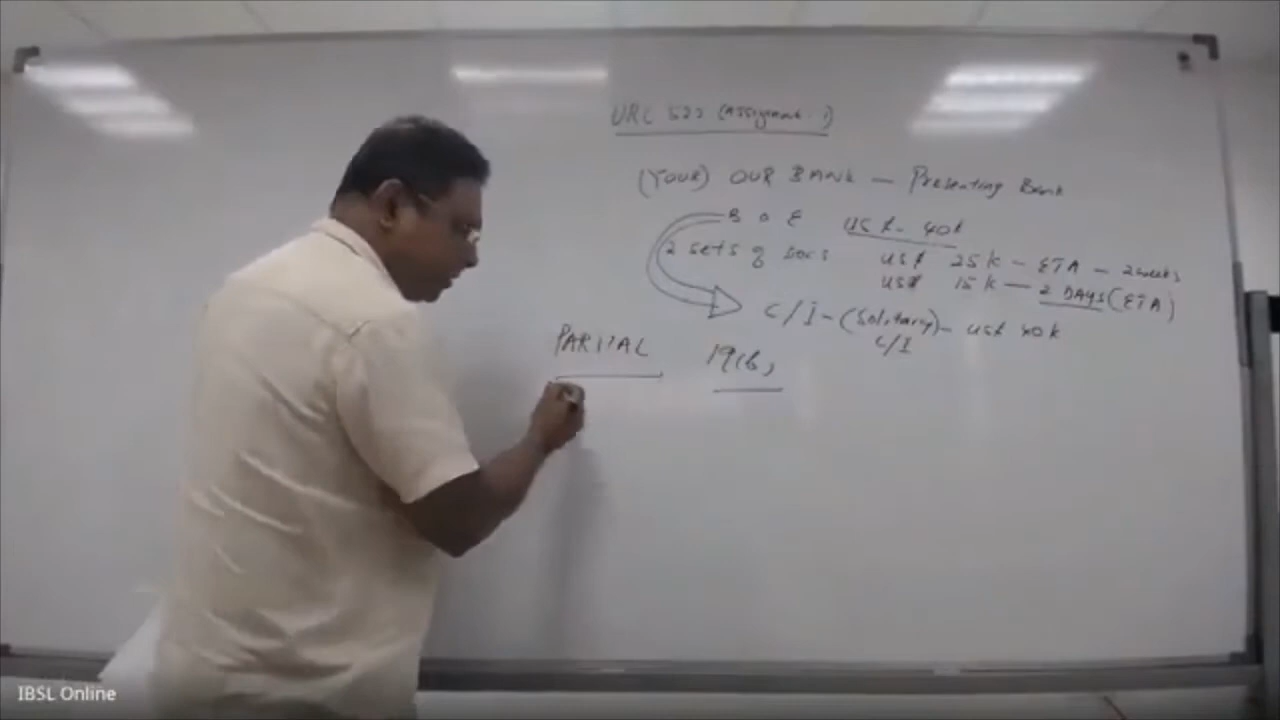 URC 522 (Assignment. 1)
(YOUR) OUR BANK — Presenting Bank
B O E US $ - 40k
2 sets of docs US$ 25k - ETA - 2 weeks
US$ 15k — 2 DAYS (ETA)
C/I - (Solitary) - US$ 40k
C/I
PARITAL 19(b)
IBSL Online